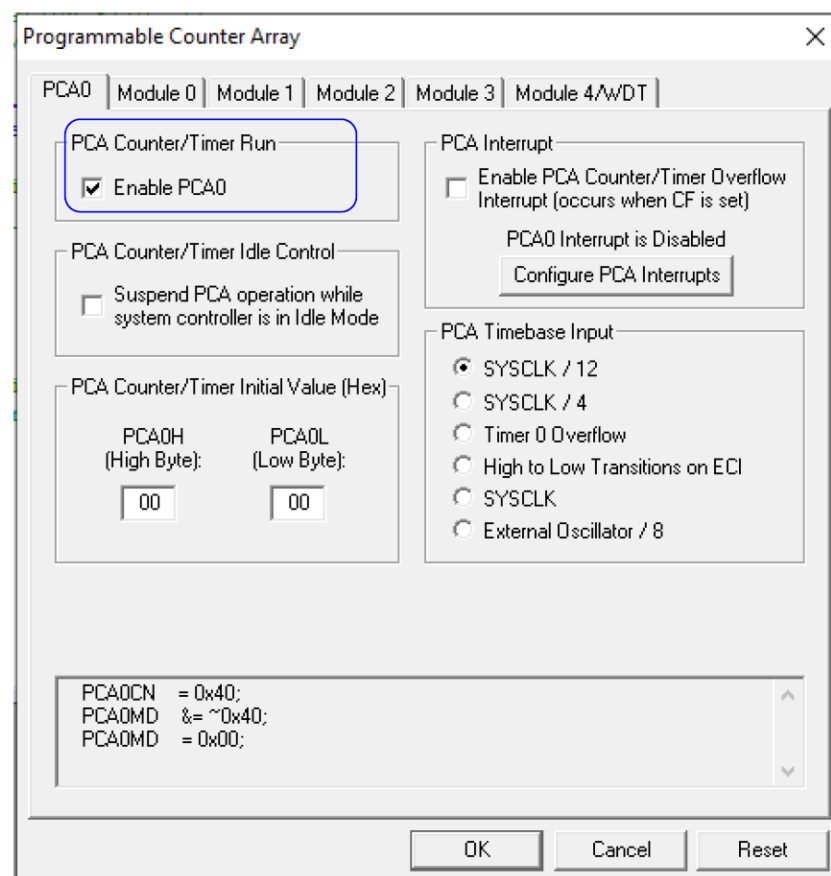 Programmable Counter Array
PCA0
Module 0
Module 1
Module 2
Module 3
Module 4/WDT
PCA Counter/Timer Run
Enable PCA0
PCA Counter/Timer Idle Control
Suspend PCA operation while
system controller is in Idle Mode
PCA Counter/Timer Initial Value (Hex)
PCA0H
(High Byte):
PCA0L
(Low Byte):
00
00
PCA Interrupt
Enable PCA Counter/Timer Overflow
Interrupt (occurs when CF is set)
PCA0 Interrupt is Disabled
Configure PCA Interrupts
PCA Timebase Input
SYSCLK / 12
SYSCLK / 4
Timer 0 Overflow
High to Low Transitions on ECI
SYSCLK
External Oscillator / 8
PCA0CN = 0x40;
PCA0MD &= ~0x40;
PCA0MD = 0x00;
OK
Cancel
Reset